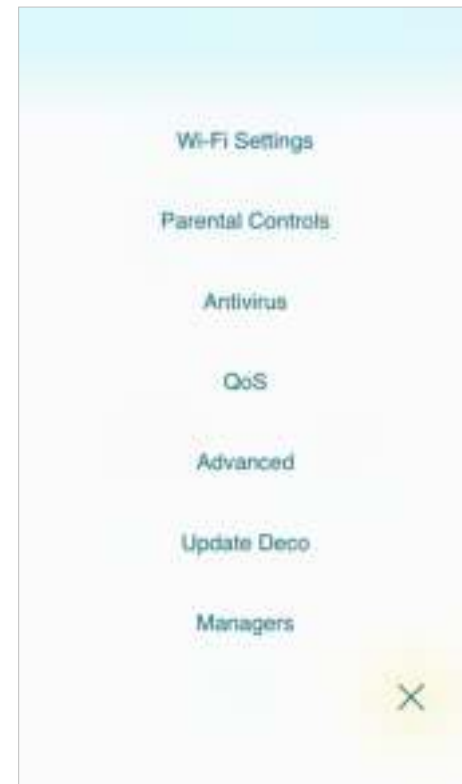 Wi-Fi Settings
Parental Controls
Antivirus
QoS
Advanced
Update Deco
Managers